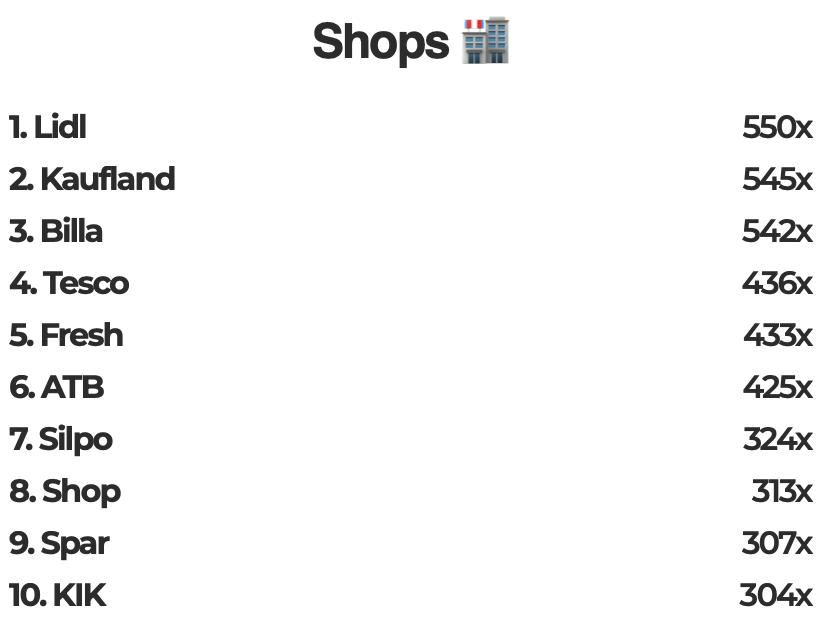 Shops 🏬
1. Lidl 550x
2. Kaufland 545x
3. Billa 542x
4. Tesco 436x
5. Fresh 433x
6. ATB 425x
7. Silpo 324x
8. Shop 313x
9. Spar 307x
10. KIK 304x